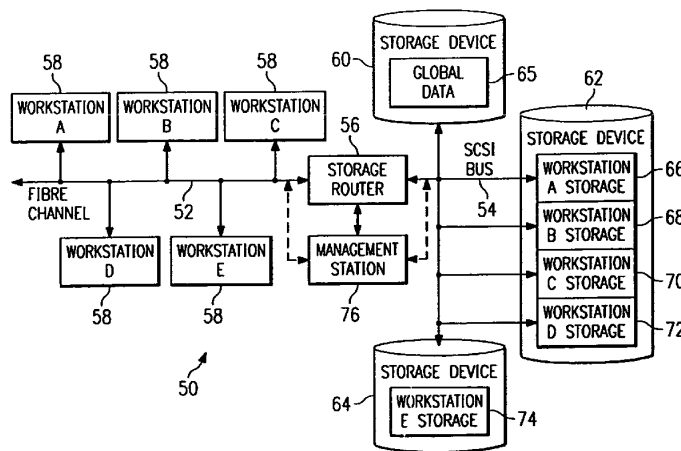 58
58
58
WORKSTATION
A
WORKSTATION
B
WORKSTATION
C
FIBRE
CHANNEL
52
WORKSTATION
D
58
WORKSTATION
E
58
50
56
STORAGE
ROUTER
MANAGEMENT
STATION
76
SCSI
BUS
54
60
STORAGE DEVICE
GLOBAL
DATA
65
62
STORAGE DEVICE
WORKSTATION
A STORAGE
66
WORKSTATION
B STORAGE
68
WORKSTATION
C STORAGE
70
WORKSTATION
D STORAGE
72
64
STORAGE DEVICE
WORKSTATION
E STORAGE
74